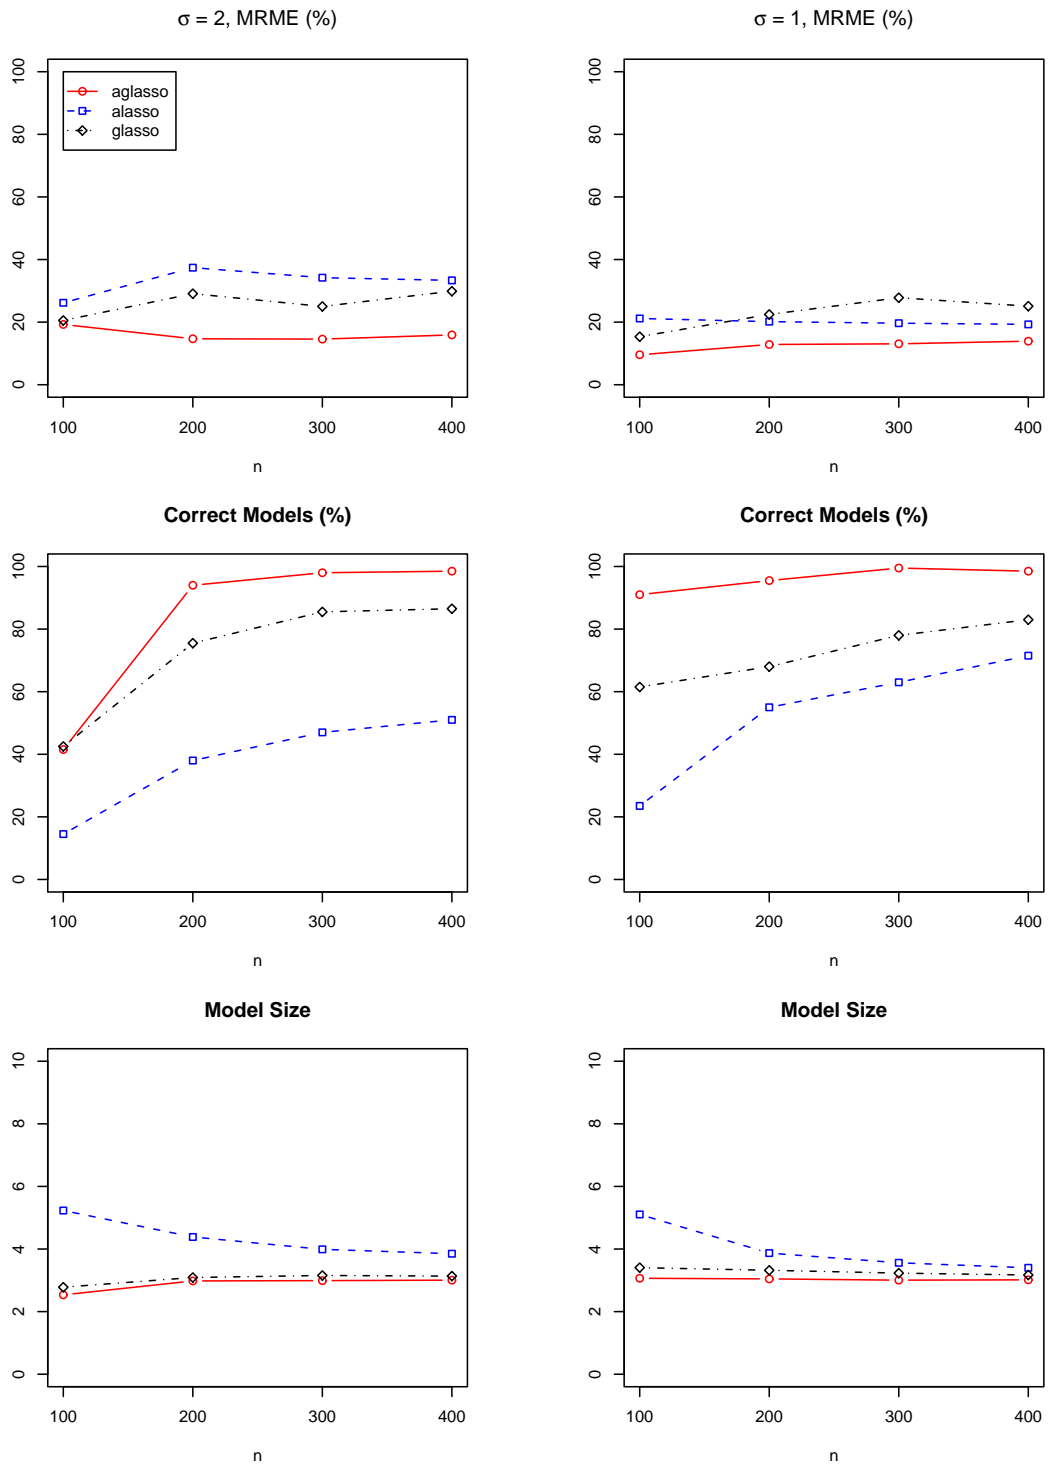 σ = 2, MRME (%)
0 20 40 60 80 100
aglasso
alasso
glasso
100 200 300 400
n
σ = 1, MRME (%)
0 20 40 60 80 100
100 200 300 400
n
Correct Models (%)
0 20 40 60 80 100
100 200 300 400
n
Correct Models (%)
0 20 40 60 80 100
100 200 300 400
n
Model Size
0 2 4 6 8 10
100 200 300 400
n
Model Size
0 2 4 6 8 10
100 200 300 400
n